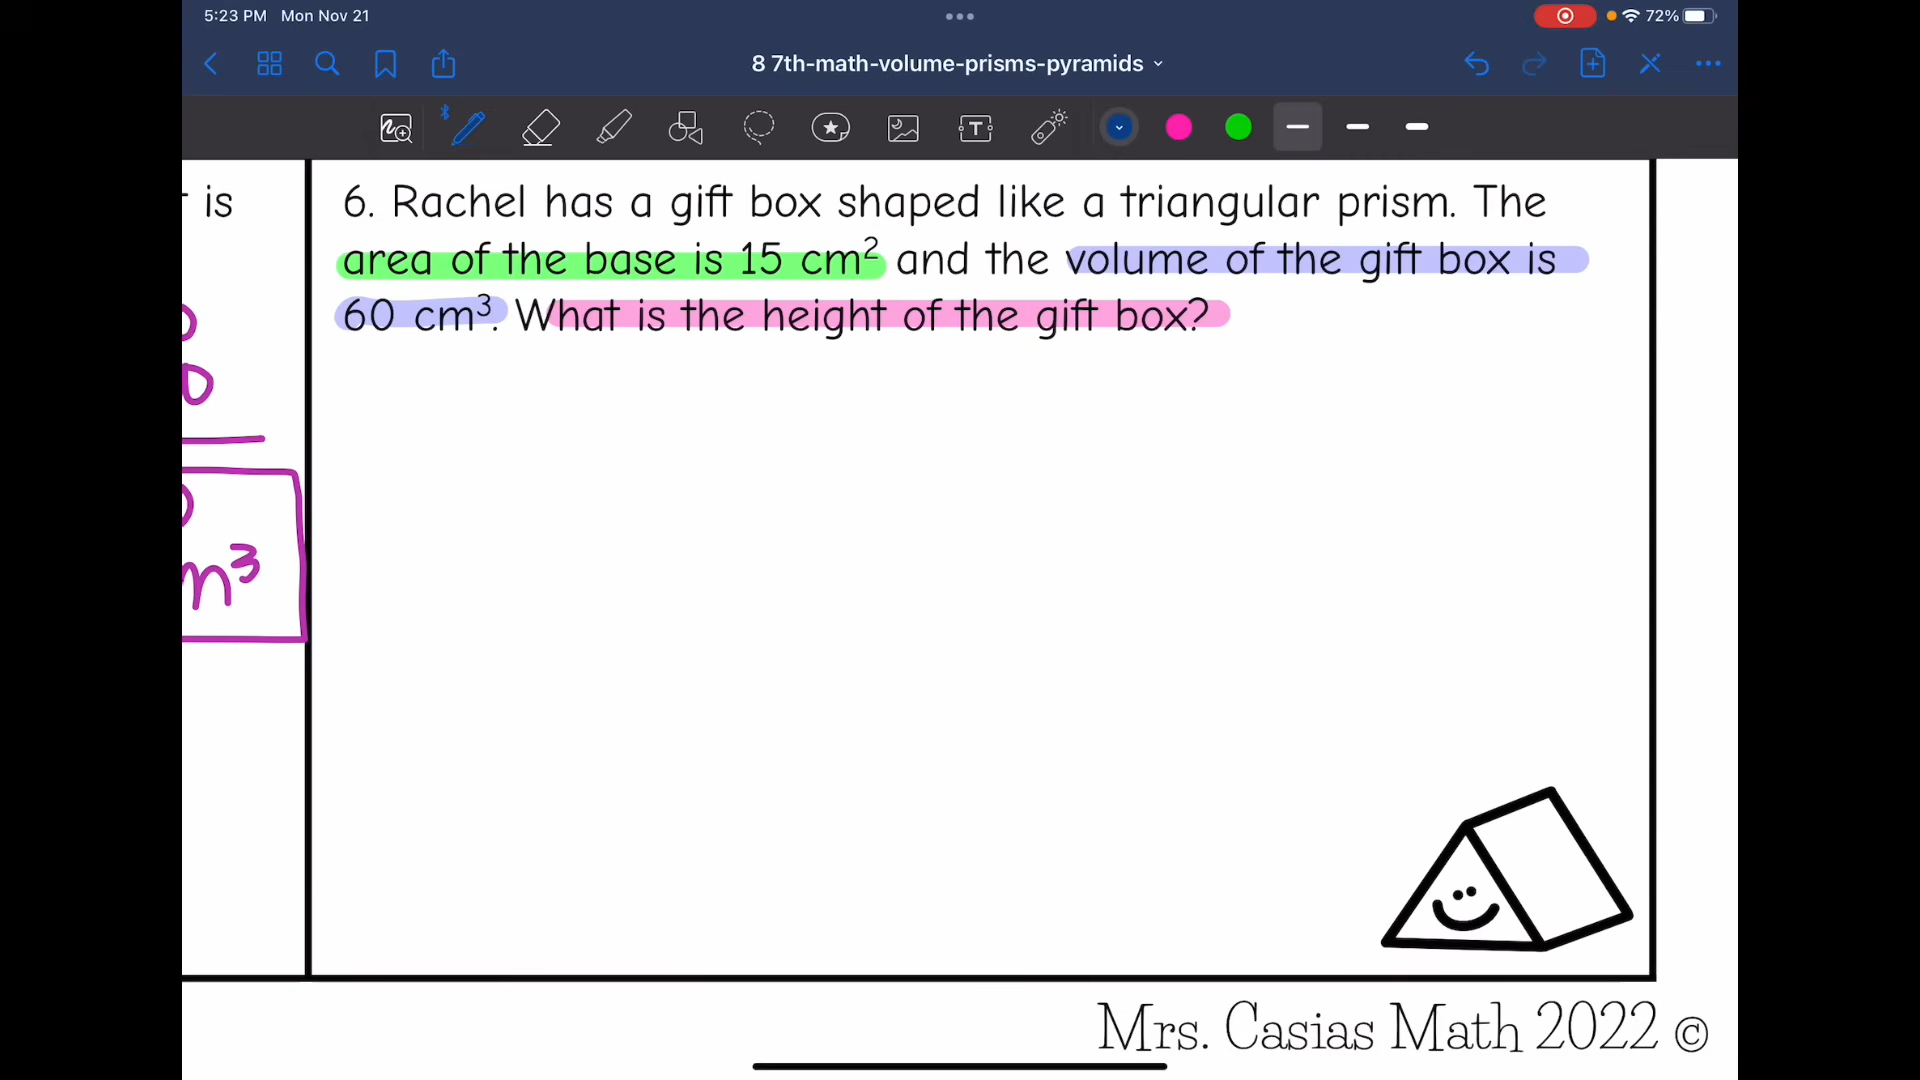 5:23 PM Mon Nov 21
72%
8 7th-math-volume-prisms-pyramids
T
is
6. Rachel has a gift box shaped like a triangular prism. The
area of the base is 15 cm² and the volume of the gift box is
60 cm³. What is the height of the gift box?
m³
Mrs. Casias Math 2022 ©